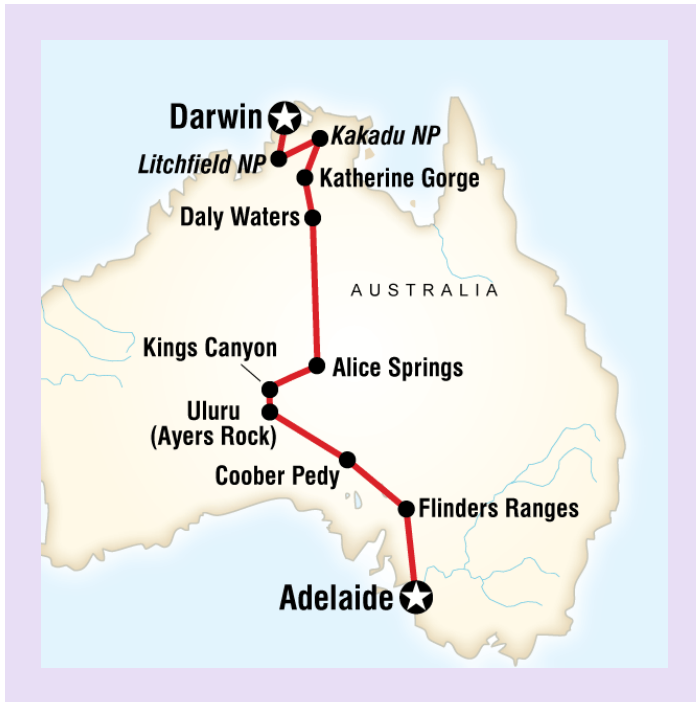 Darwin
Kakadu NP
Litchfield NP
Katherine Gorge
Daly Waters
AUSTRALIA
Kings Canyon
Alice Springs
Uluru
(Ayers Rock)
Coober Pedy
Flinders Ranges
Adelaide